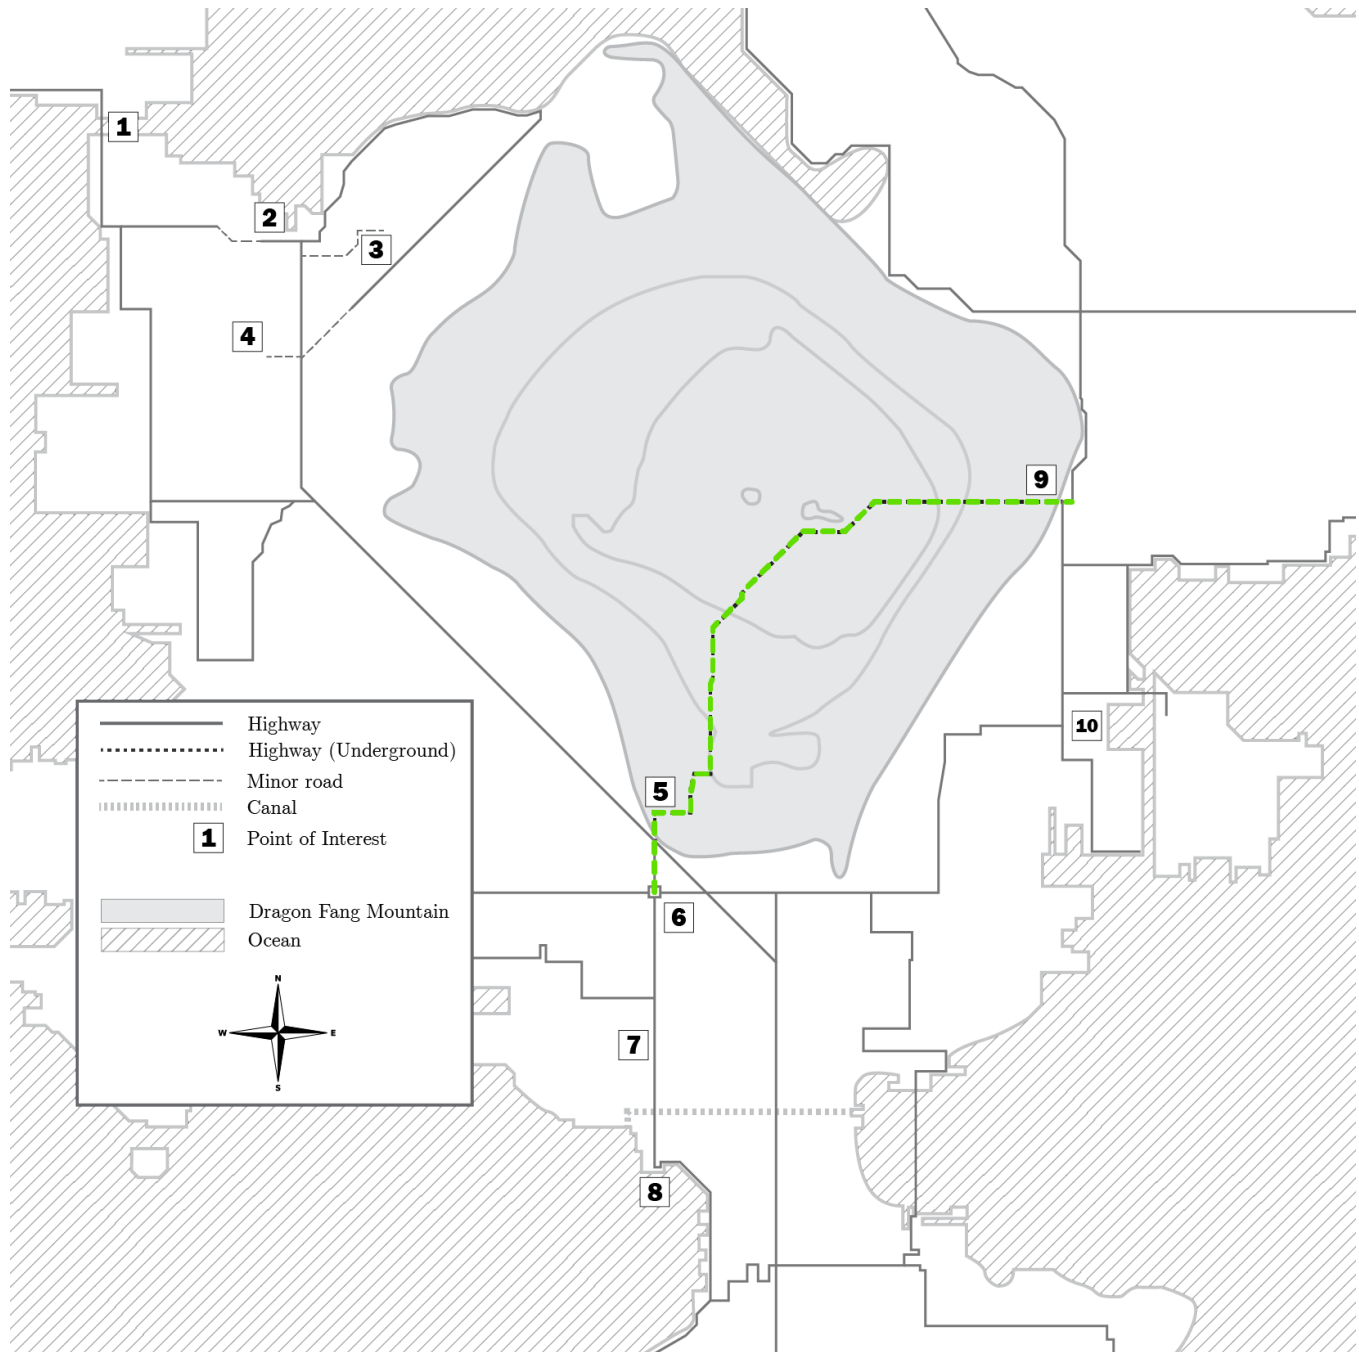 1
2
3
4
9
5
10
Highway
Highway (Underground)
Minor road
Canal
1 Point of Interest
Dragon Fang Mountain
Ocean
N
W E
S
6
7
8